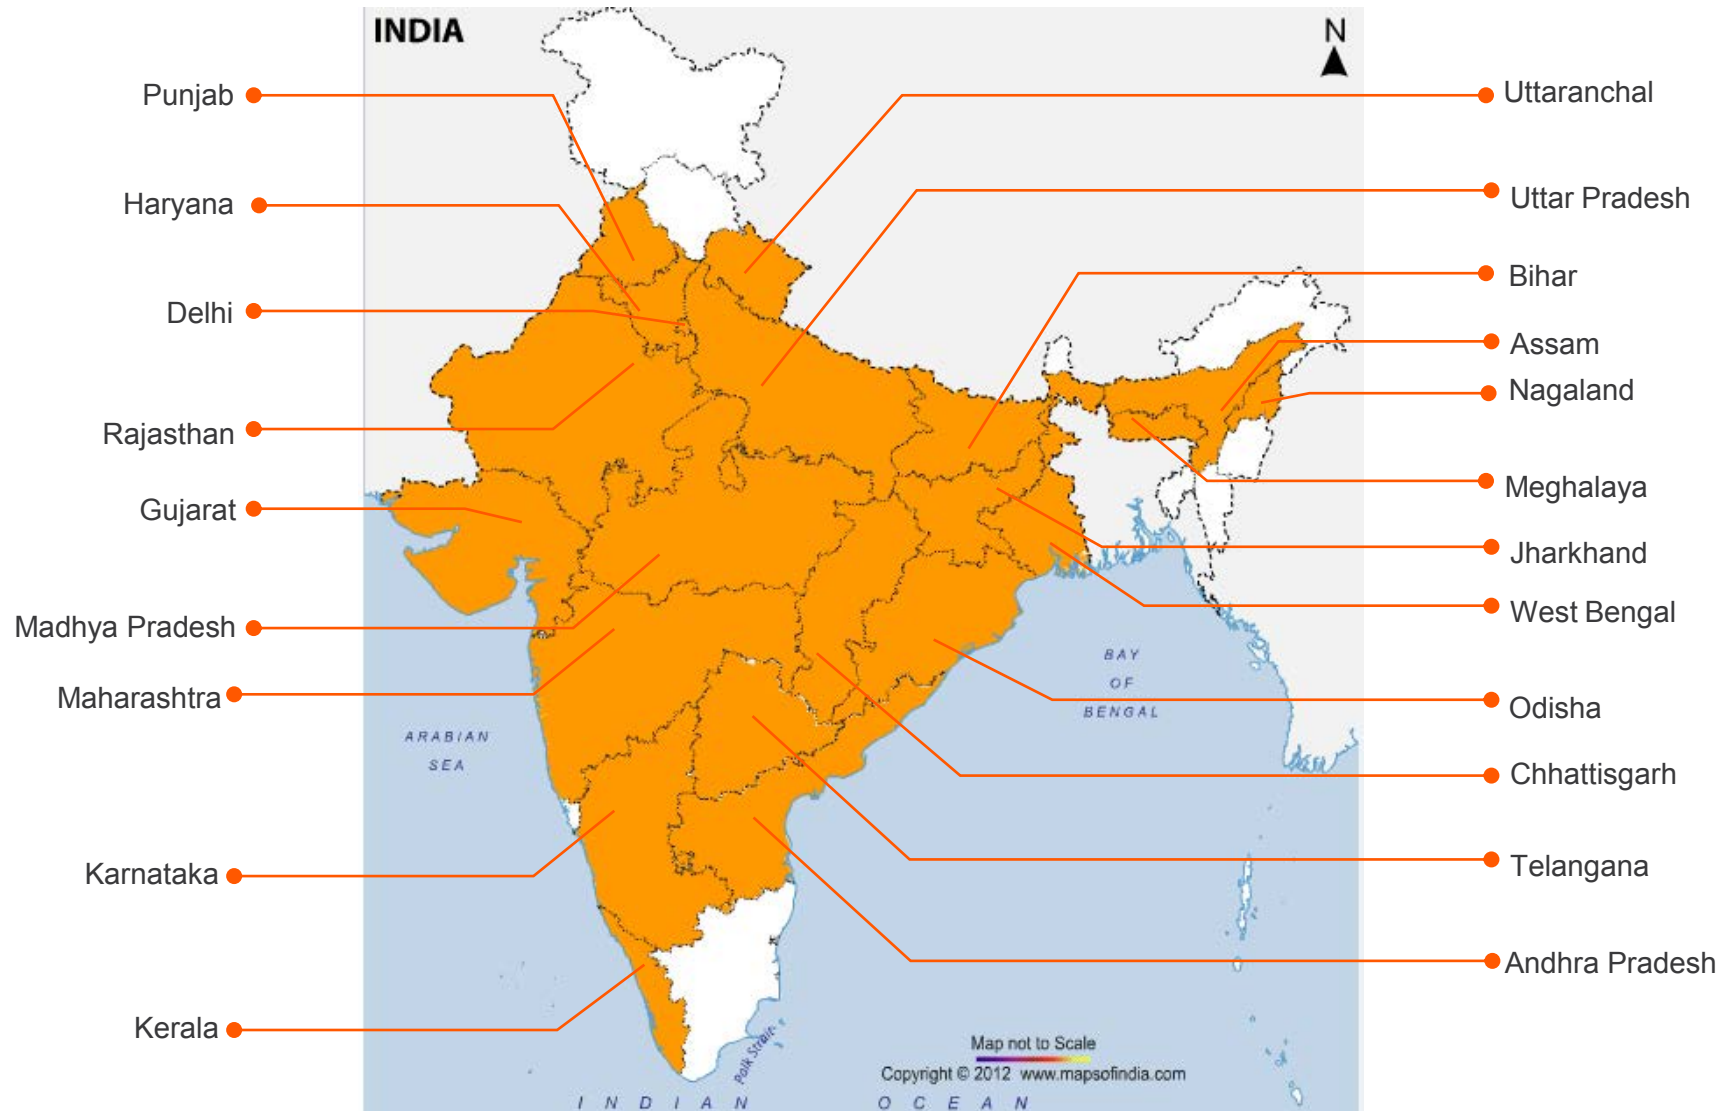 INDIA
N
Punjab
Haryana
Delhi
Rajasthan
Gujarat
Madhya Pradesh
Maharashtra
Karnataka
Kerala
Uttaranchal
Uttar Pradesh
Bihar
Assam
Nagaland
Meghalaya
Jharkhand
West Bengal
Odisha
Chhattisgarh
Telangana
Andhra Pradesh
ARABIAN
SEA
BAY
OF
BENGAL
Palk Strait
Map not to Scale
Copyright © 2012 www.mapsofindia.com
INDIAN OCEAN